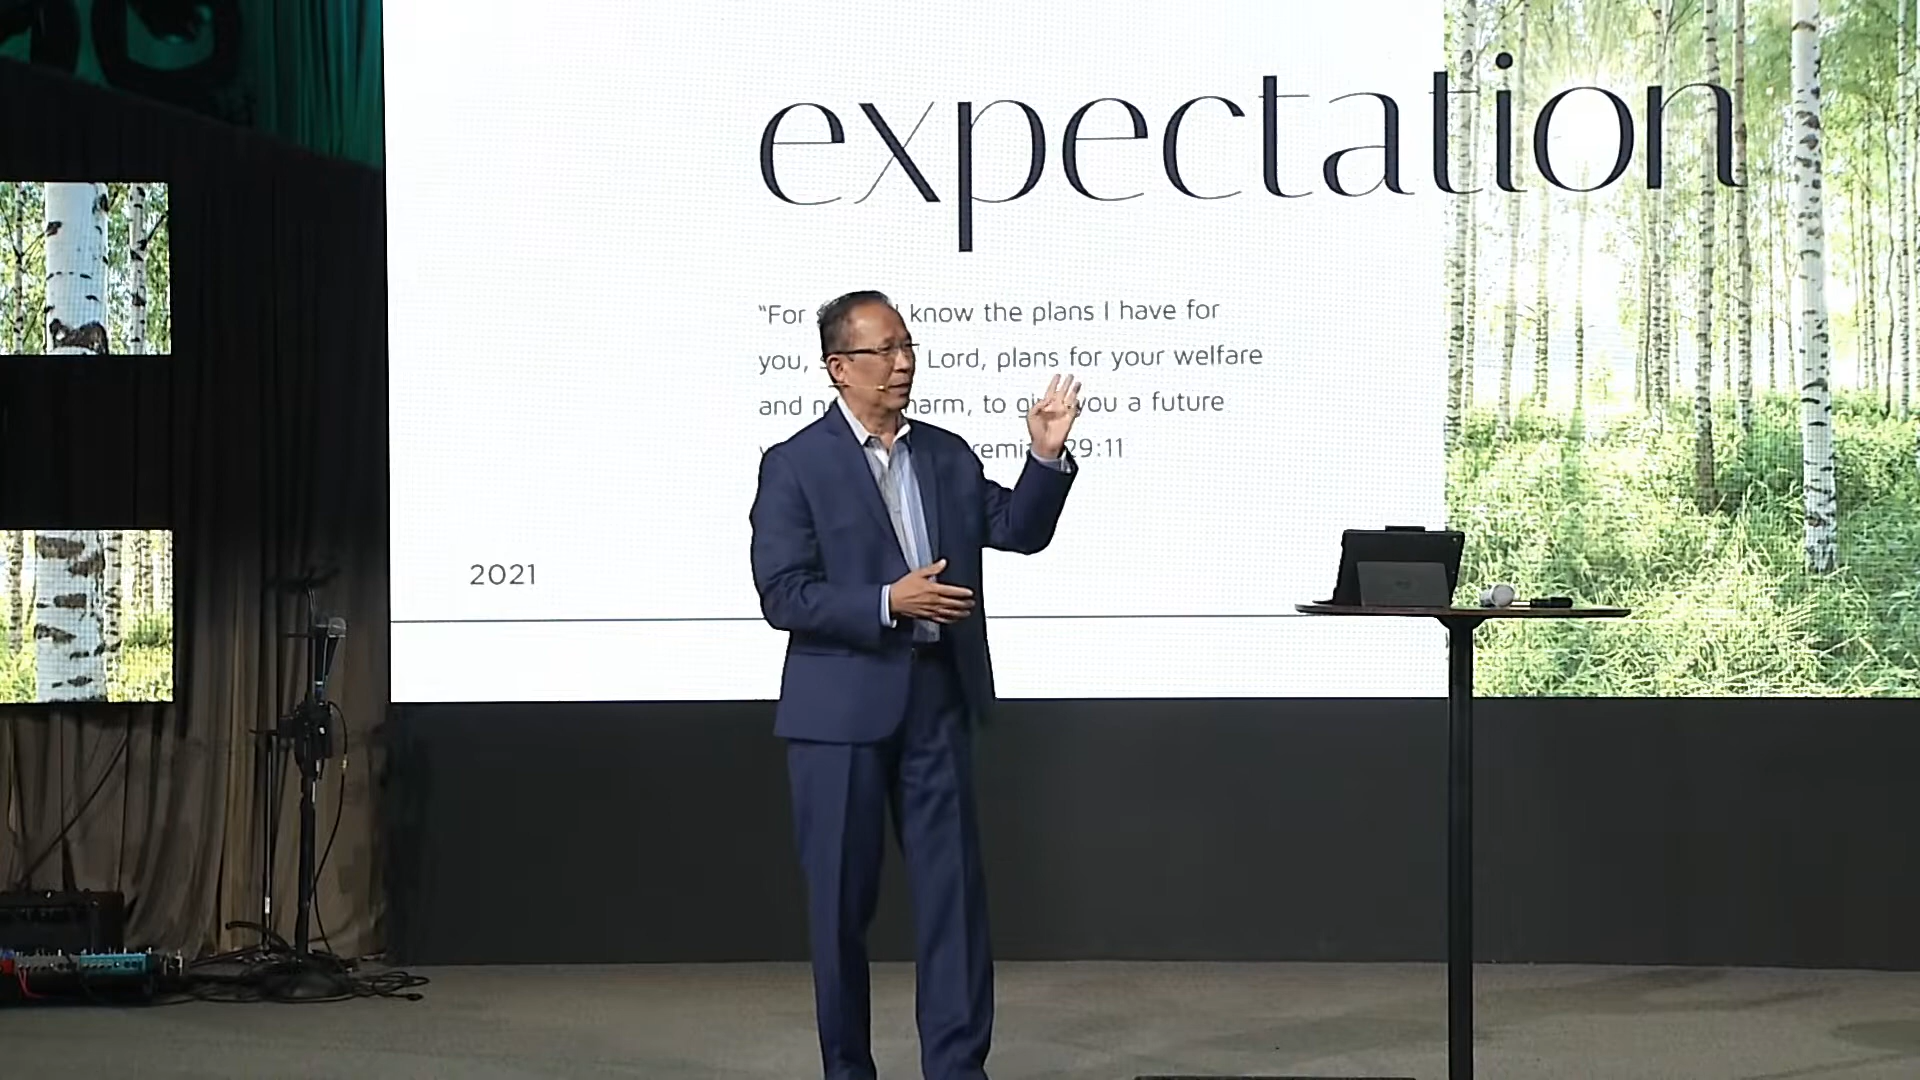 expectation
“For know the plans I have for
you, Lord, plans for your welfare
and harm, to you a future
29:11
2021